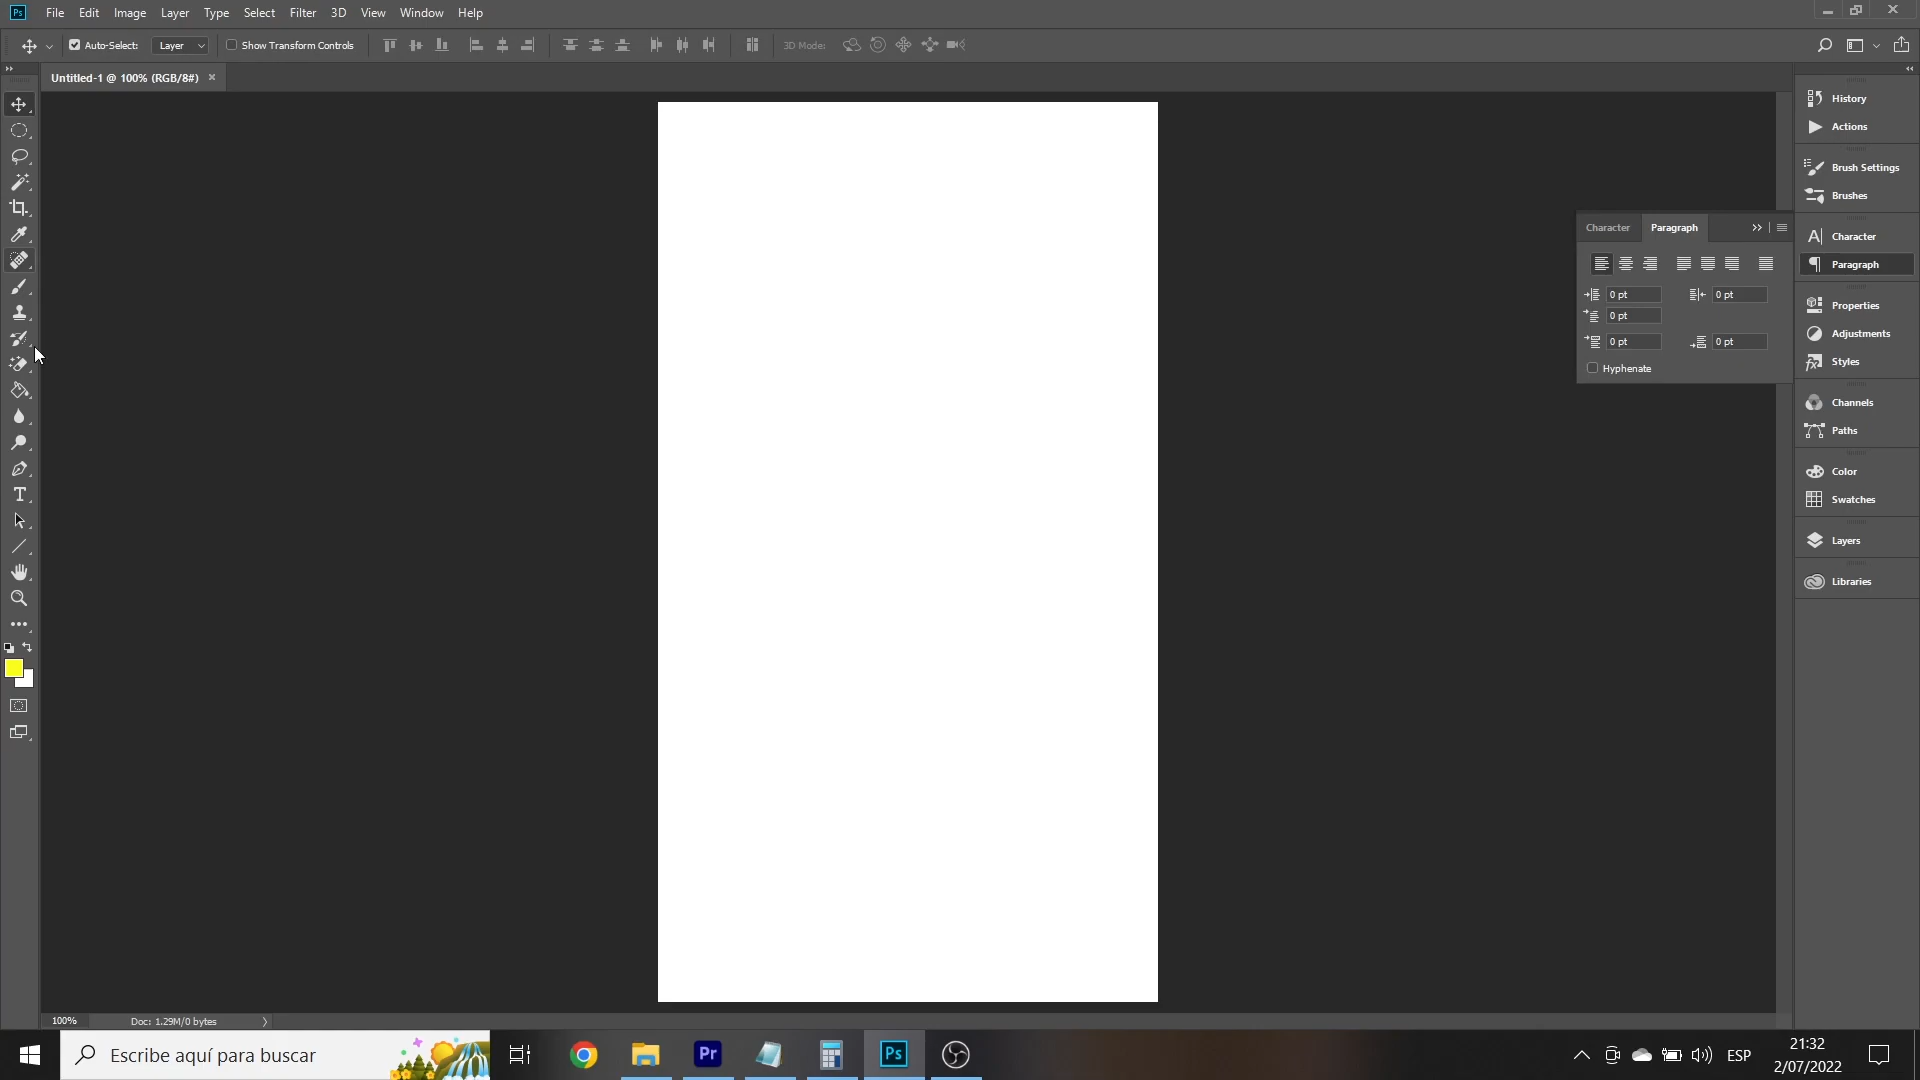 Ps File Edit Image Layer Type Select Filter 3D View Window Help
Auto-Select: Layer Show Transform Controls 3D Mode:
Untitled-1 @ 100% (RGB/8#) ×
History
Actions
Brush Settings
Brushes
Character
Paragraph
Properties
Adjustments
Styles
Channels
Paths
Color
Swatches
Layers
Libraries
Character Paragraph
0 pt 0 pt
0 pt
0 pt 0 pt
Hyphenate
100% Doc: 1.29M/0 bytes
Escribe aquí para buscar
Pr
Ps
ESP
21:32
2/07/2022